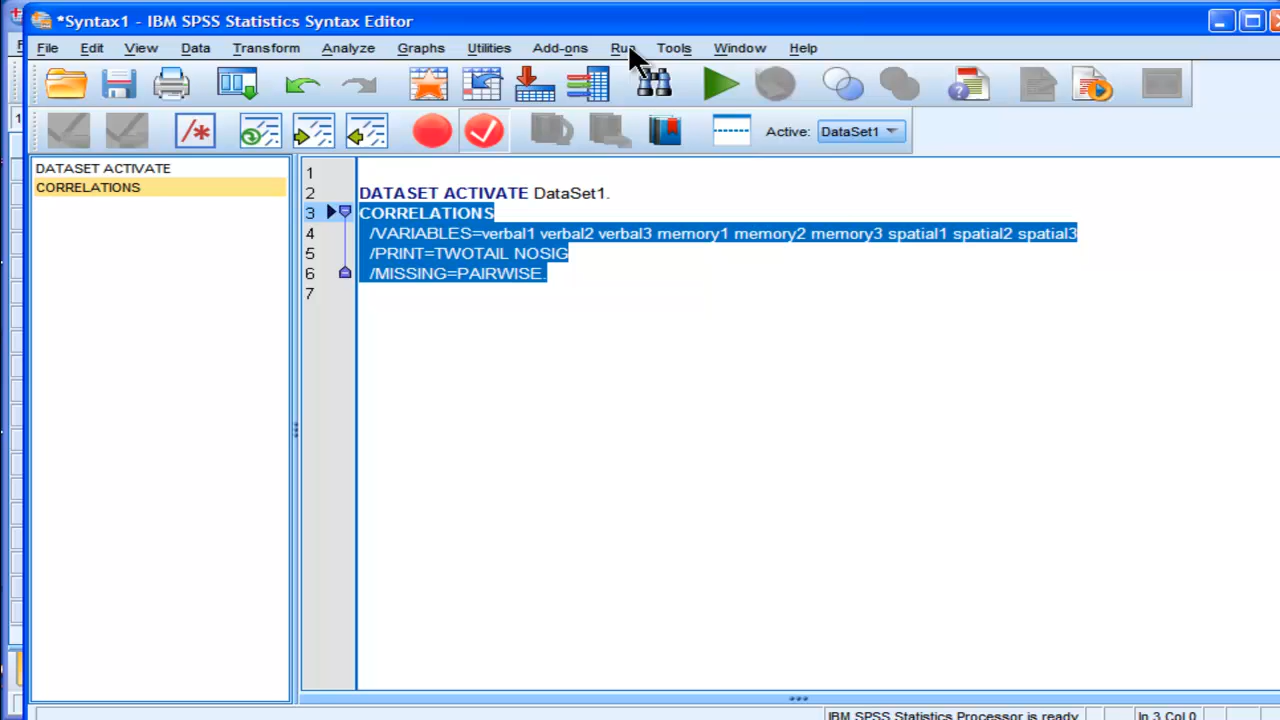 *Syntax1 - IBM SPSS Statistics Syntax Editor
File Edit View Data Transform Analyze Graphs Utilities Add-ons Run Tools Window Help
Active: DataSet1
DATASET ACTIVATE
CORRELATIONS
1
2 DATASET ACTIVATE DataSet1.
3 CORRELATIONS
4 /VARIABLES=verbal1 verbal2 verbal3 memory1 memory2 memory3 spatial1 spatial2 spatial3
5 /PRINT=TWOTAIL NOSIG
6 /MISSING=PAIRWISE.
7
IBM SPSS Statistics Processor is ready
In 3 Col 0